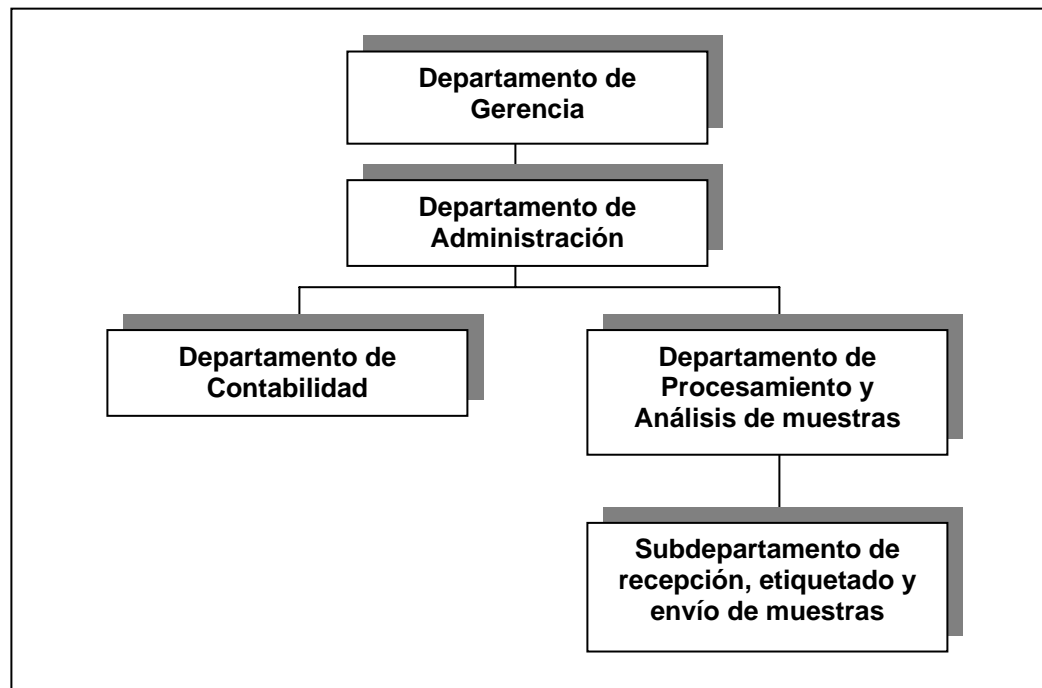 Departamento de
Gerencia
Departamento de
Administración
Departamento de
Contabilidad
Departamento de
Procesamiento y
Análisis de muestras
Subdepartamento de
recepción, etiquetado y
envío de muestras